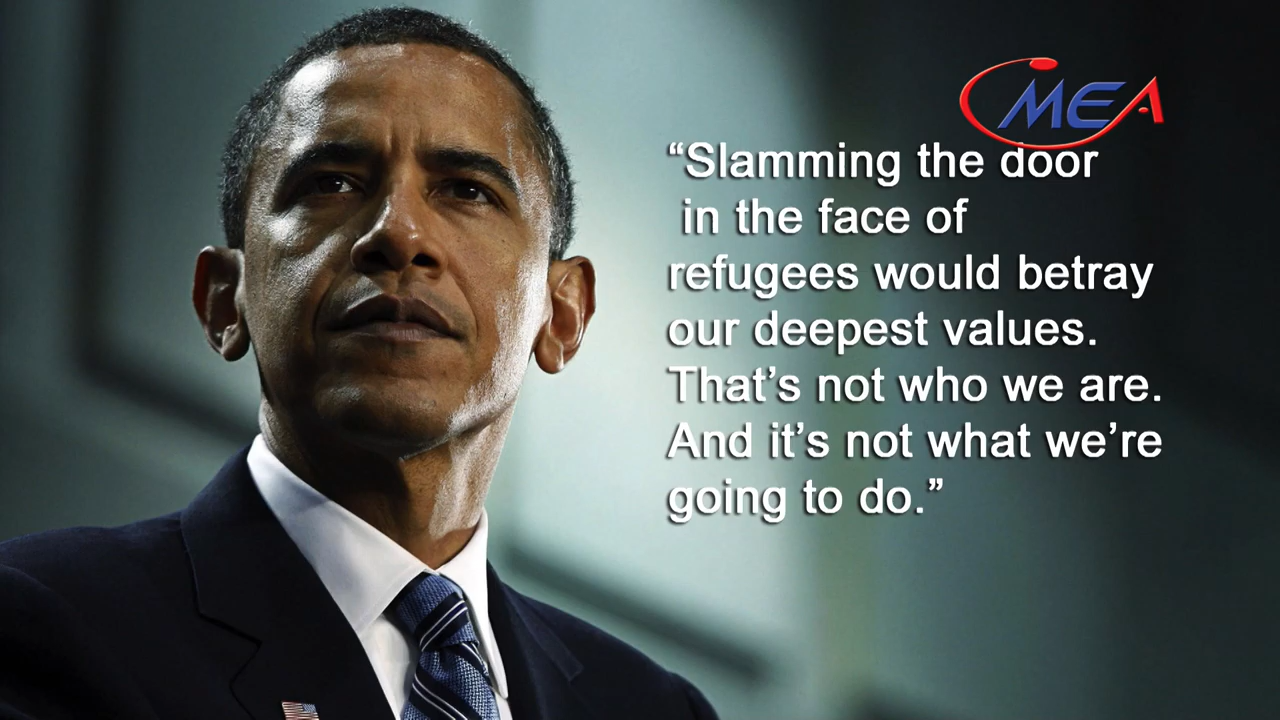 MEA
“Slamming the door
in the face of
refugees would betray
our deepest values.
That’s not who we are.
And it’s not what we’re
going to do.”